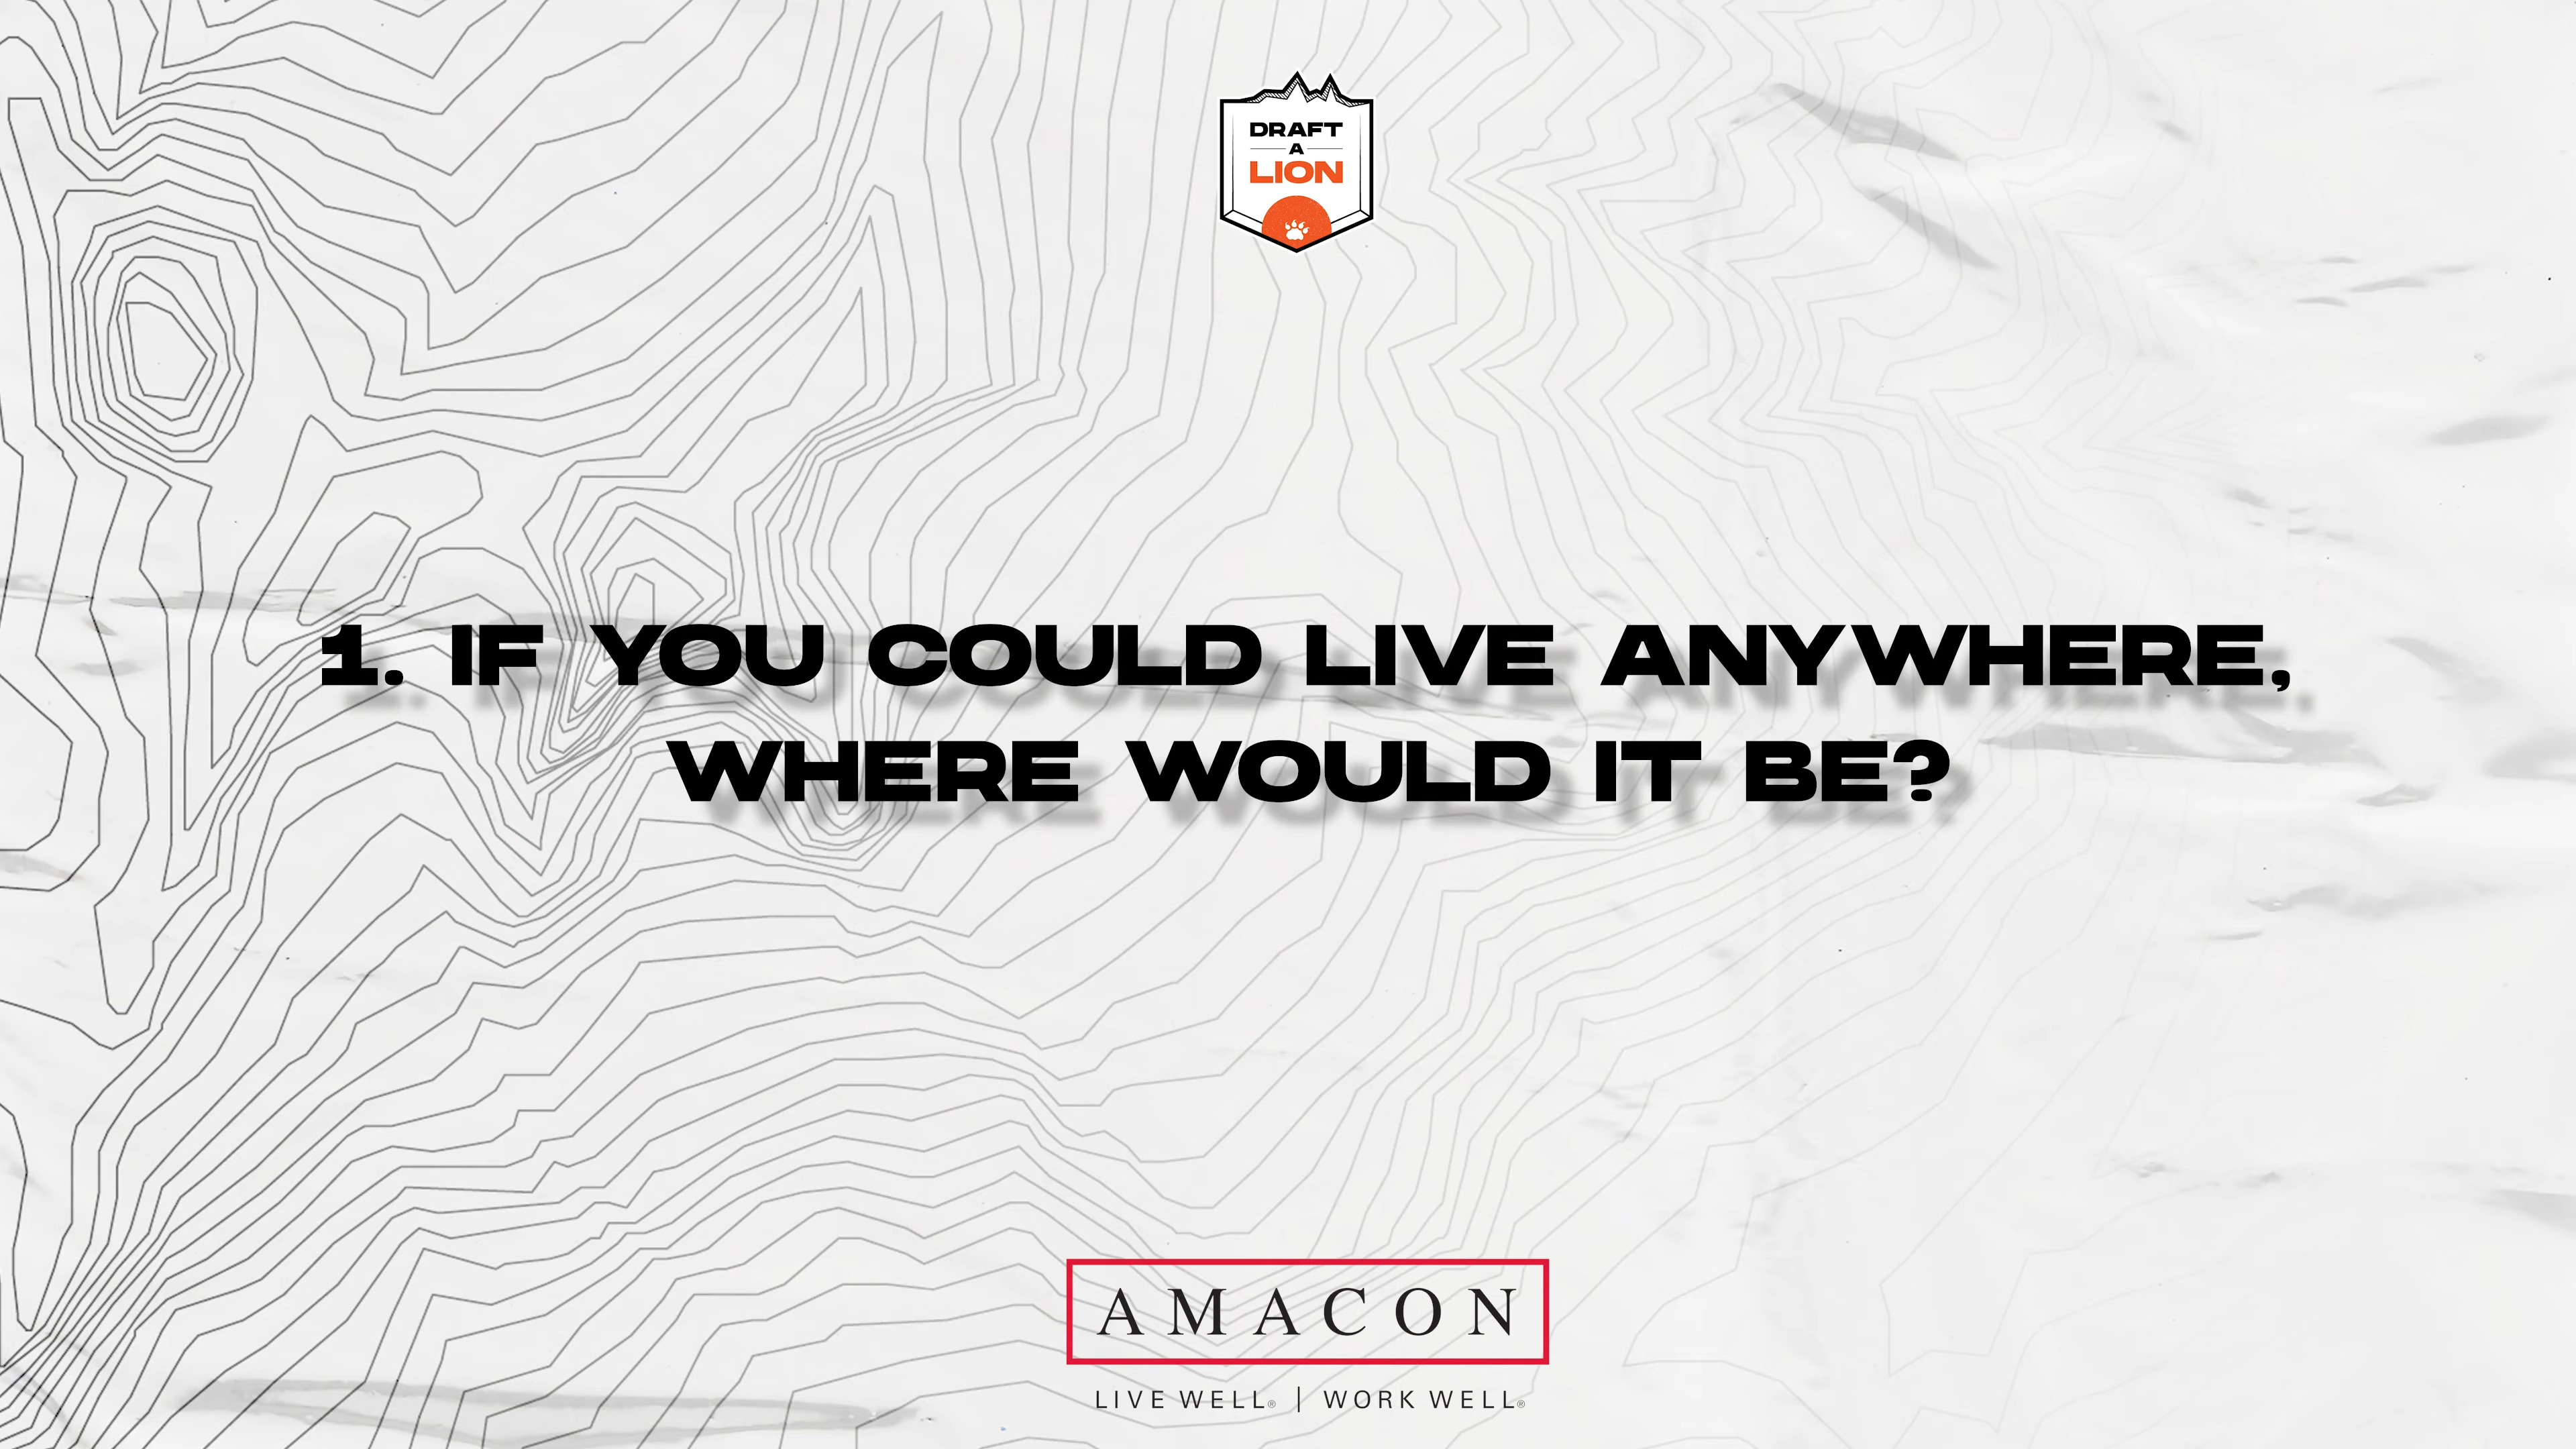 DRAFT
A
LION
1. IF YOU COULD LIVE ANYWHERE,
WHERE WOULD IT BE?
AMACON
LIVE WELL® | WORK WELL®